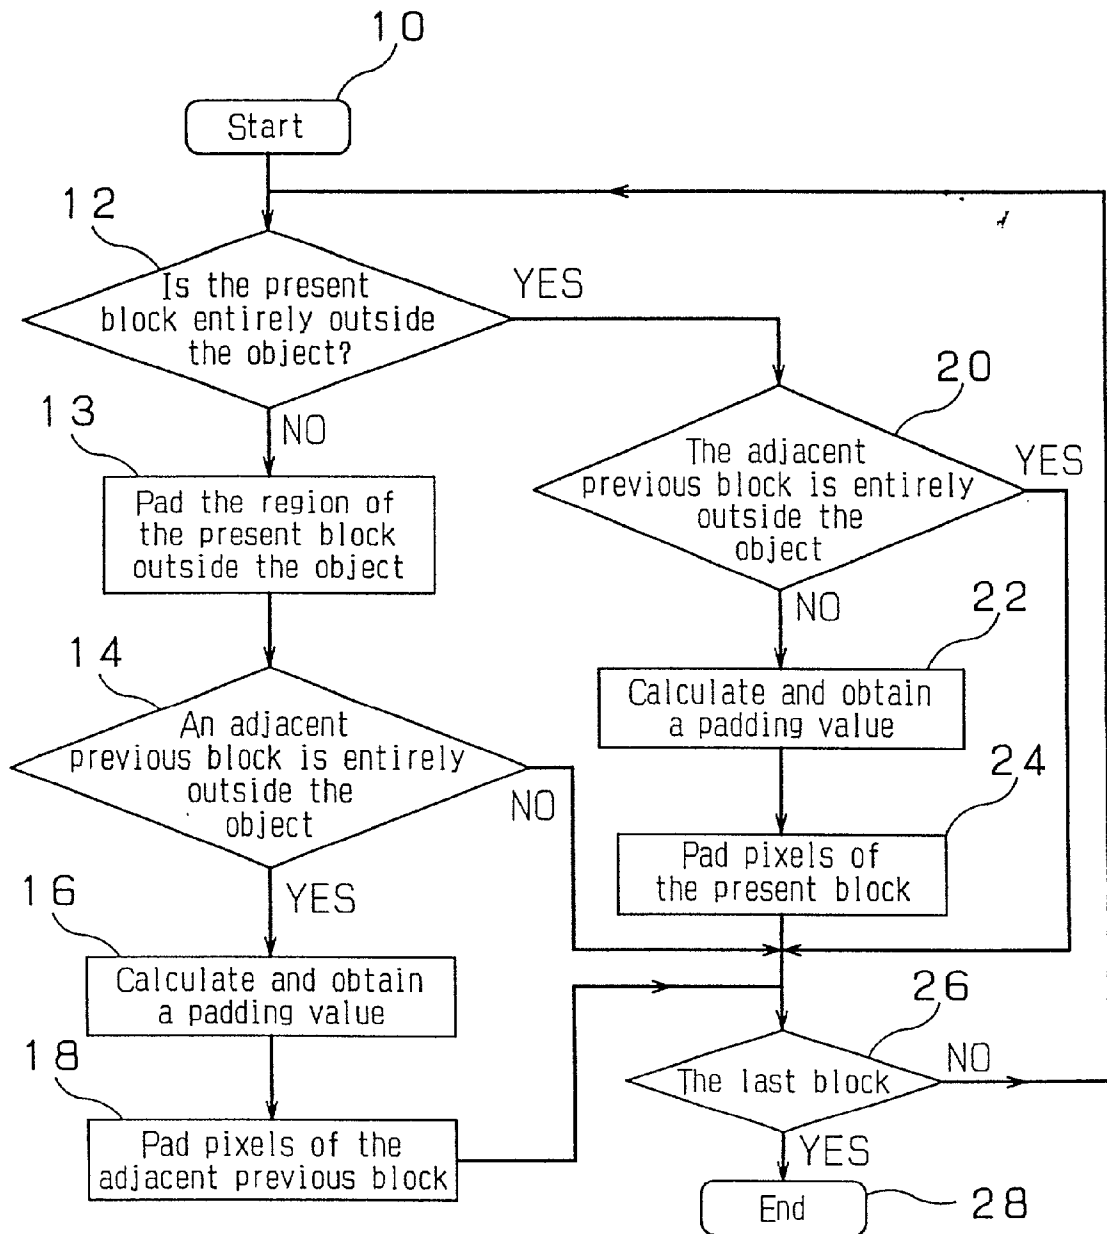 10
Start
12
Is the present
block entirely outside
the object?
YES
NO
13
Pad the region of
the present block
outside the object
20
The adjacent
previous block is entirely
outside the
object
YES
NO
14
An adjacent
previous block is entirely
outside the
object
NO
YES
22
Calculate and obtain
a padding value
24
Pad pixels of
the present block
16
Calculate and obtain
a padding value
18
Pad pixels of the
adjacent previous block
26
The last block
NO
YES
End
28